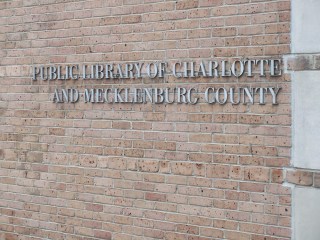 PUBLIC LIBRARY OF CHARLOTTE
AND MECKLENBURG COUNTY